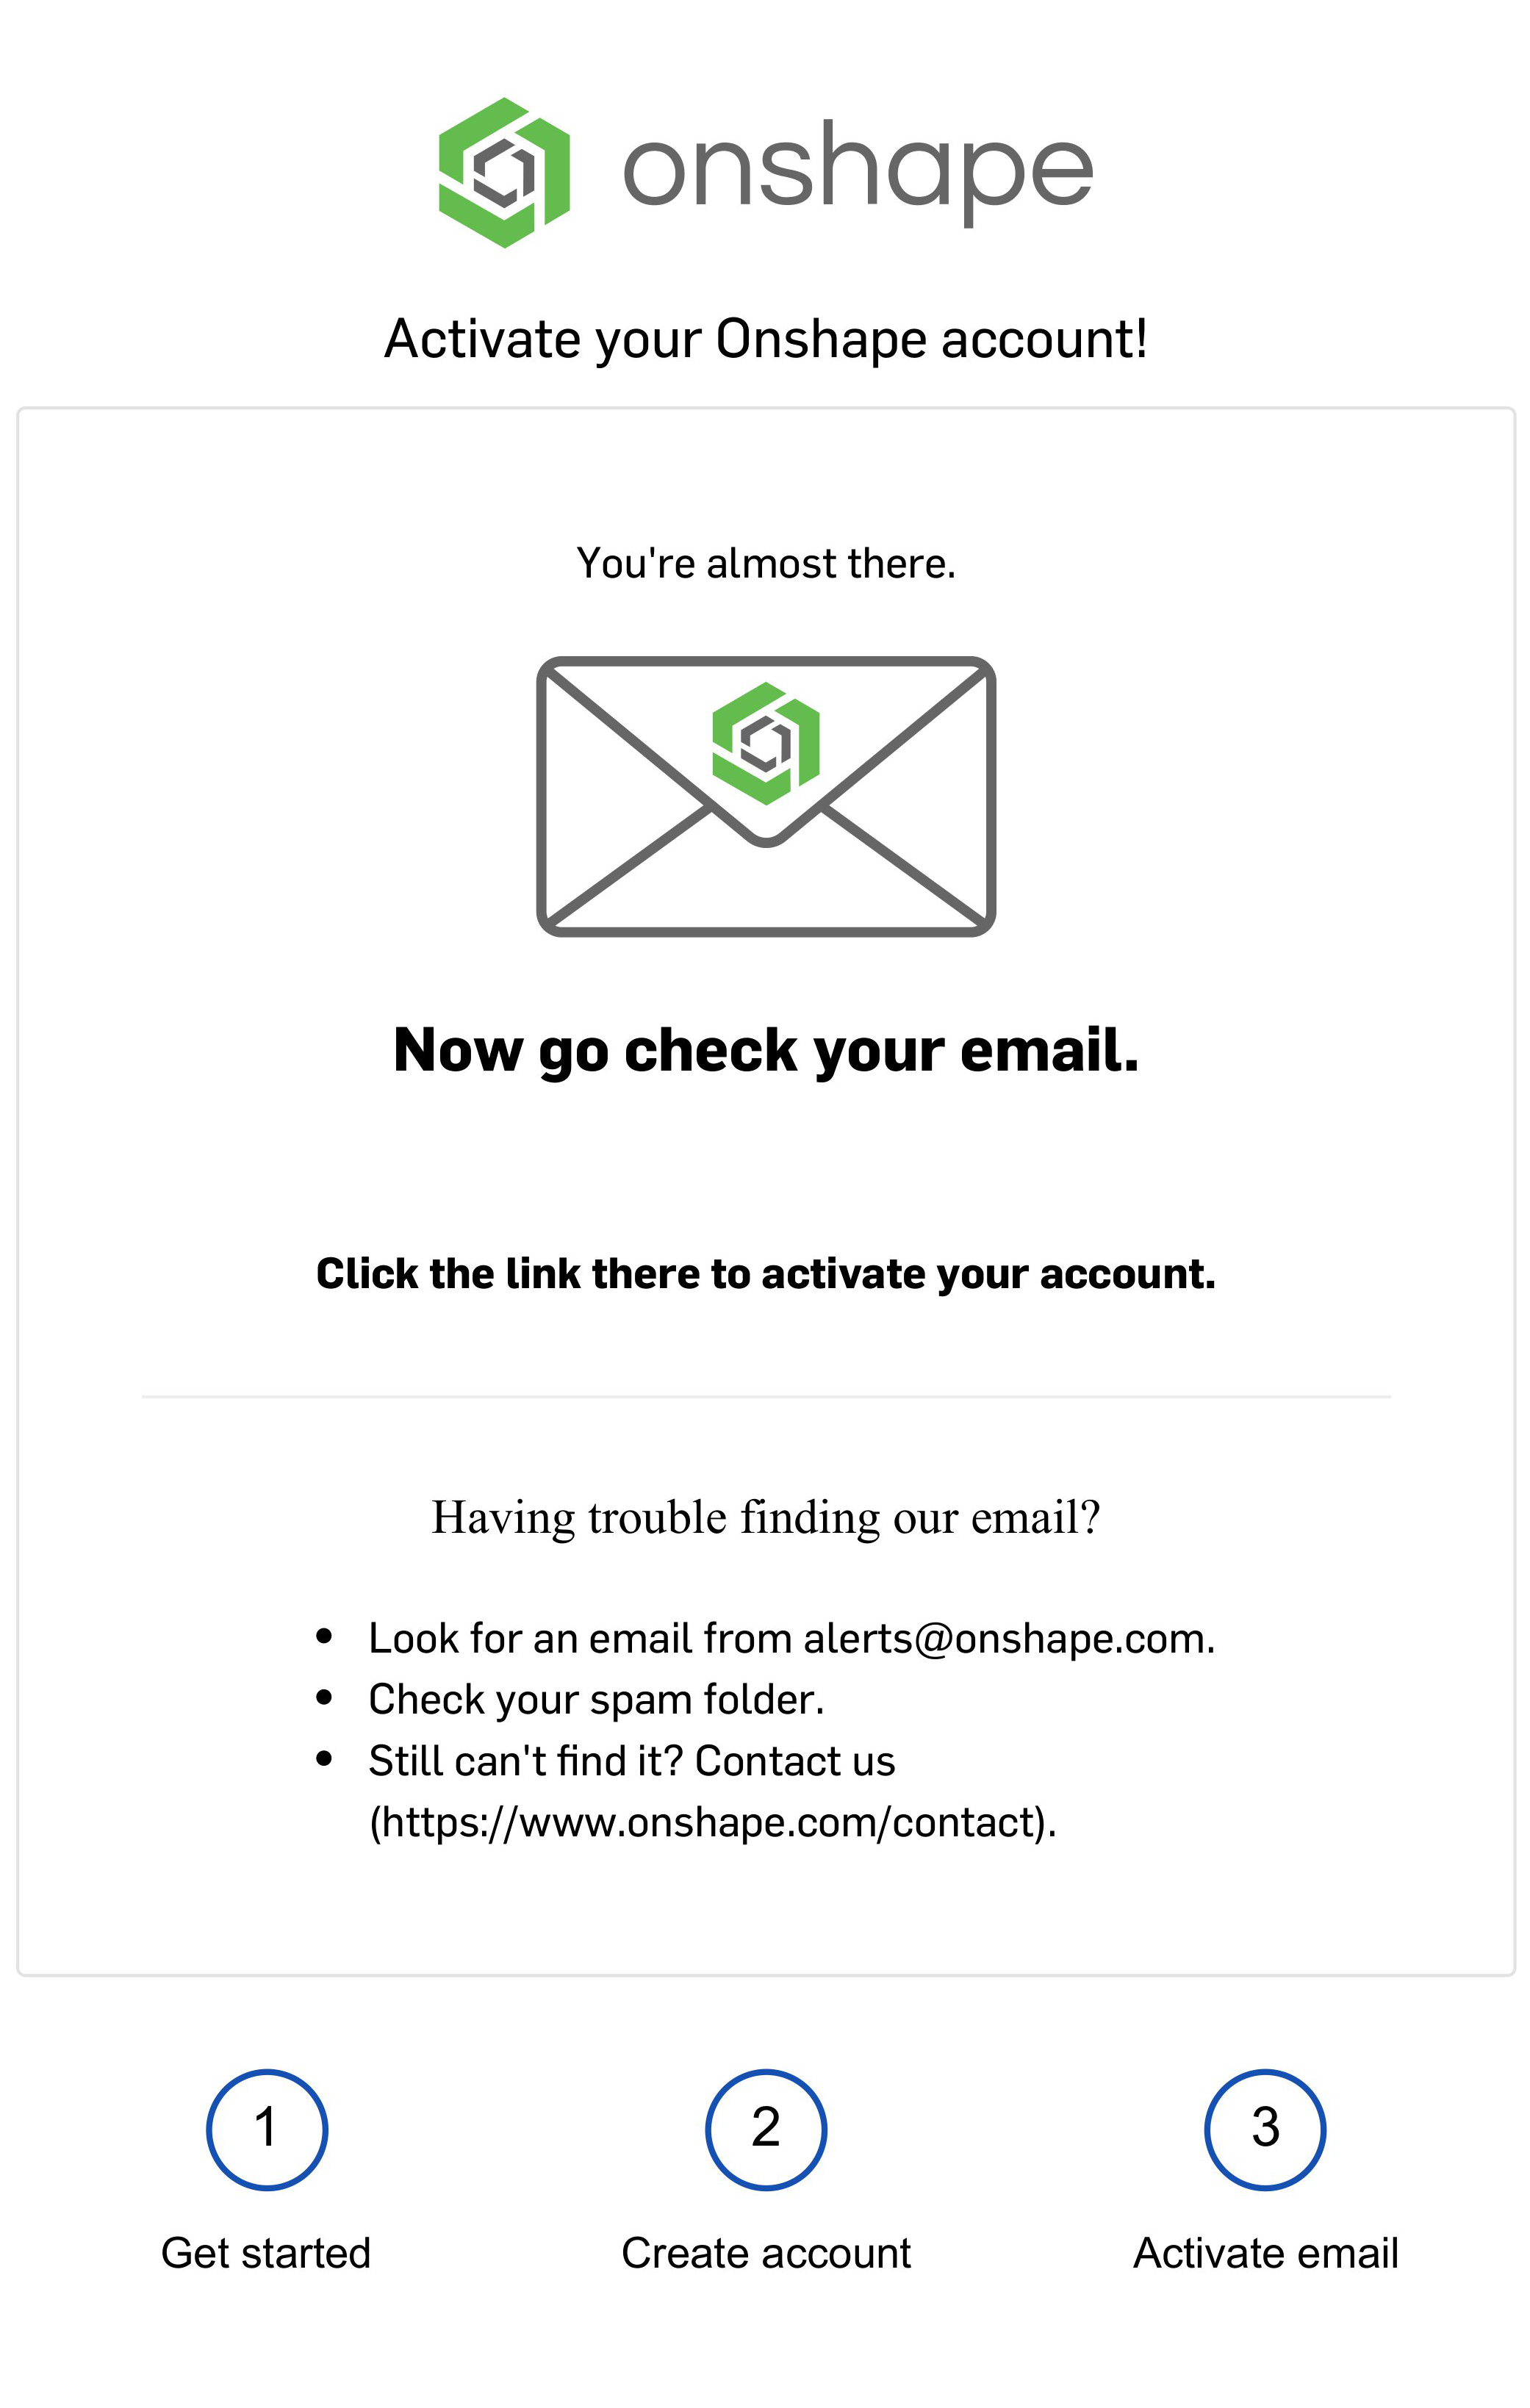 onshape
Activate your Onshape account!
You're almost there.
Now go check your email.
Click the link there to activate your account.
Having trouble finding our email?
• Look for an email from alerts@onshape.com.
• Check your spam folder.
• Still can't find it? Contact us
(https://www.onshape.com/contact).
1
2
3
Get started
Create account
Activate email